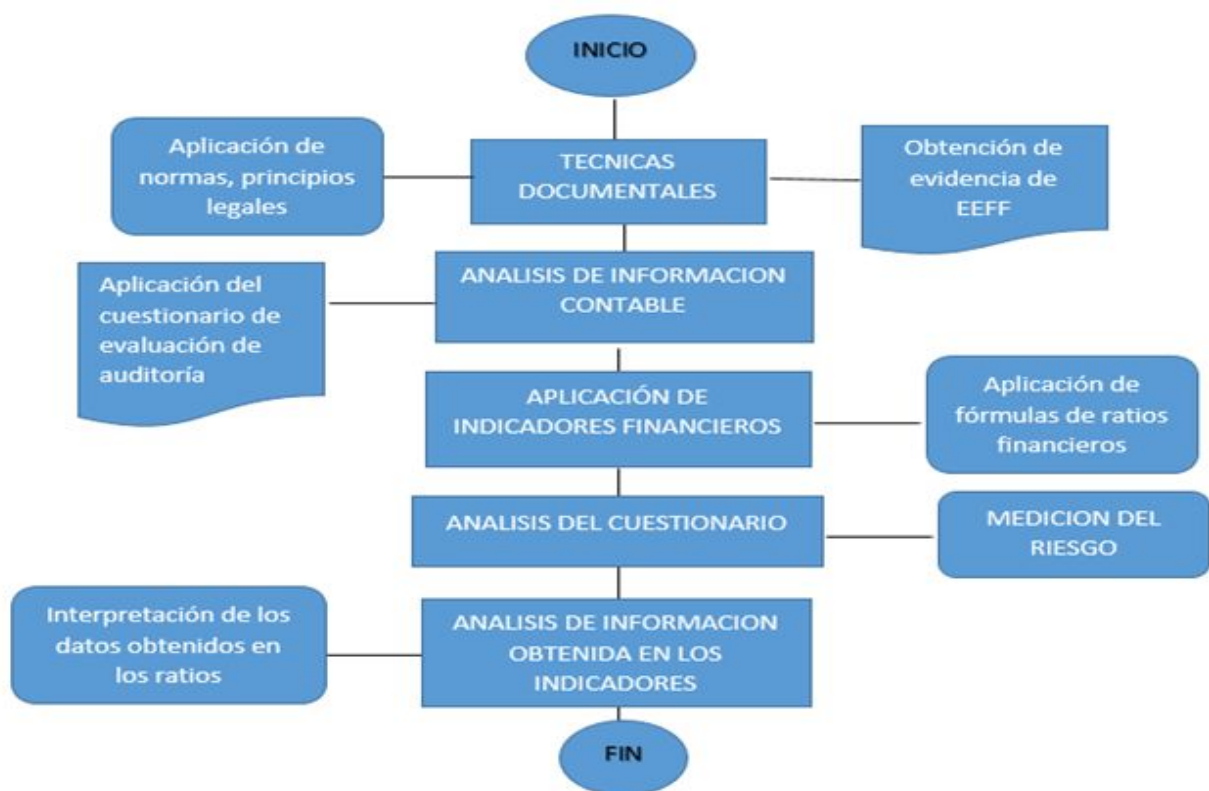 INICIO
Aplicación de
normas, principios
legales
TECNICAS
DOCUMENTALES
Obtención de
evidencia de
EEFF
Aplicación del
cuestionario de
evaluación de
auditoría
ANALISIS DE INFORMACION
CONTABLE
APLICACIÓN DE
INDICADORES FINANCIEROS
Aplicación de
fórmulas de ratios
financieros
ANALISIS DEL CUESTIONARIO
MEDICION DEL
RIESGO
Interpretación de los
datos obtenidos en
los ratios
ANALISIS DE INFORMACION
OBTENIDA EN LOS
INDICADORES
FIN